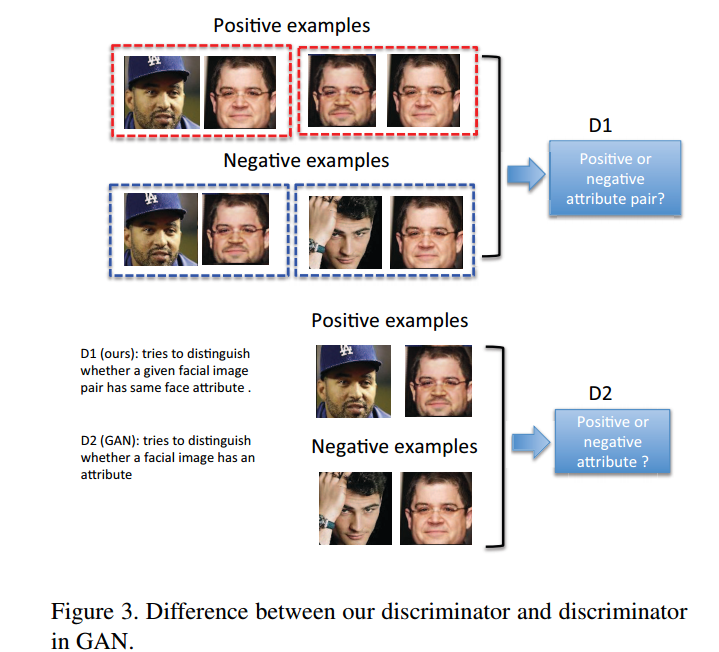 Positive examples
D1
Positive or
negative
attribute pair?
Negative examples
D1 (ours): tries to distinguish
whether a given facial image
pair has same face attribute .
D2 (GAN): tries to distinguish
whether a facial image has an
attribute
Positive examples
Negative examples
D2
Positive or
negative
attribute ?
Figure 3. Difference between our discriminator and discriminator
in GAN.